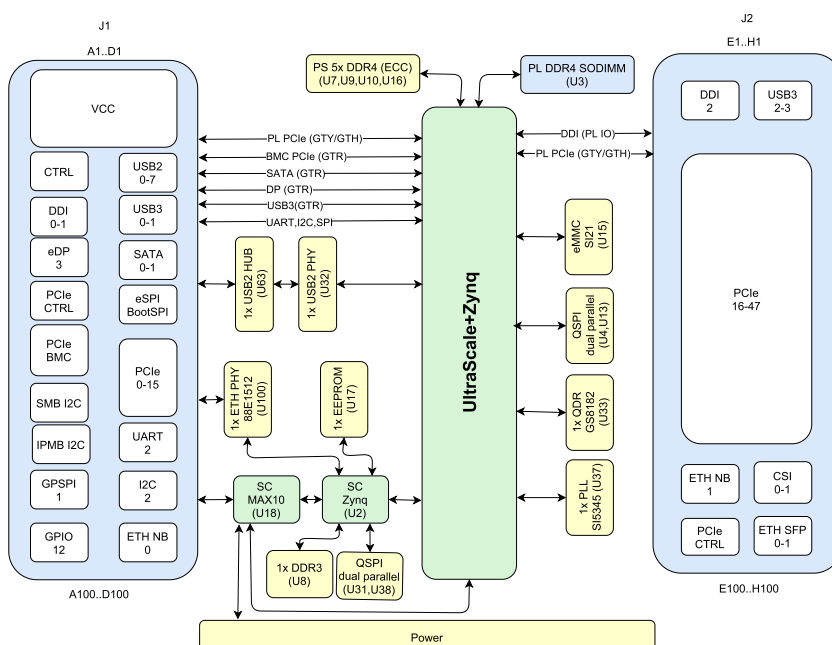 J1
A1..D1
VCC
CTRL
USB2
0-7
DDI
0-1
USB3
0-1
eDP
3
SATA
0-1
PCIe
CTRL
eSPI
BootSPI
PCIe
BMC
PCIe
0-15
SMB I2C
IPMB I2C
UART
2
GPSPI
1
I2C
2
GPIO
12
ETH NB
0
A100..D100
PL PCIe (GTY/GTH)
BMC PCIe (GTR)
SATA (GTR)
DP (GTR)
USB3(GTR)
UART,I2C,SPI
PS 5x DDR4 (ECC)
(U7,U9,U10,U16)
PL DDR4 SODIMM
(U3)
1x USB2 HUB
(U63)
1x USB2 PHY
(U32)
1x ETH PHY
88E1512
(U100)
1x EEPROM
(U17)
SC
MAX10
(U18)
SC
Zynq
(U2)
1x DDR3
(U8)
QSPI
dual parallel
(U31,U38)
UltraScale+Zynq
DDI (PL IO)
PL PCIe (GTY/GTH)
eMMC
SI21
(U15)
QSPI
dual parallel
(U4,U13)
1x QDR
GS8182
(U33)
1x PLL
SI5345 (U37)
Power
J2
E1..H1
DDI
2
USB3
2-3
PCIe
16-47
ETH NB
1
CSI
0-1
PCIe
CTRL
ETH SFP
0-1
E100..H100